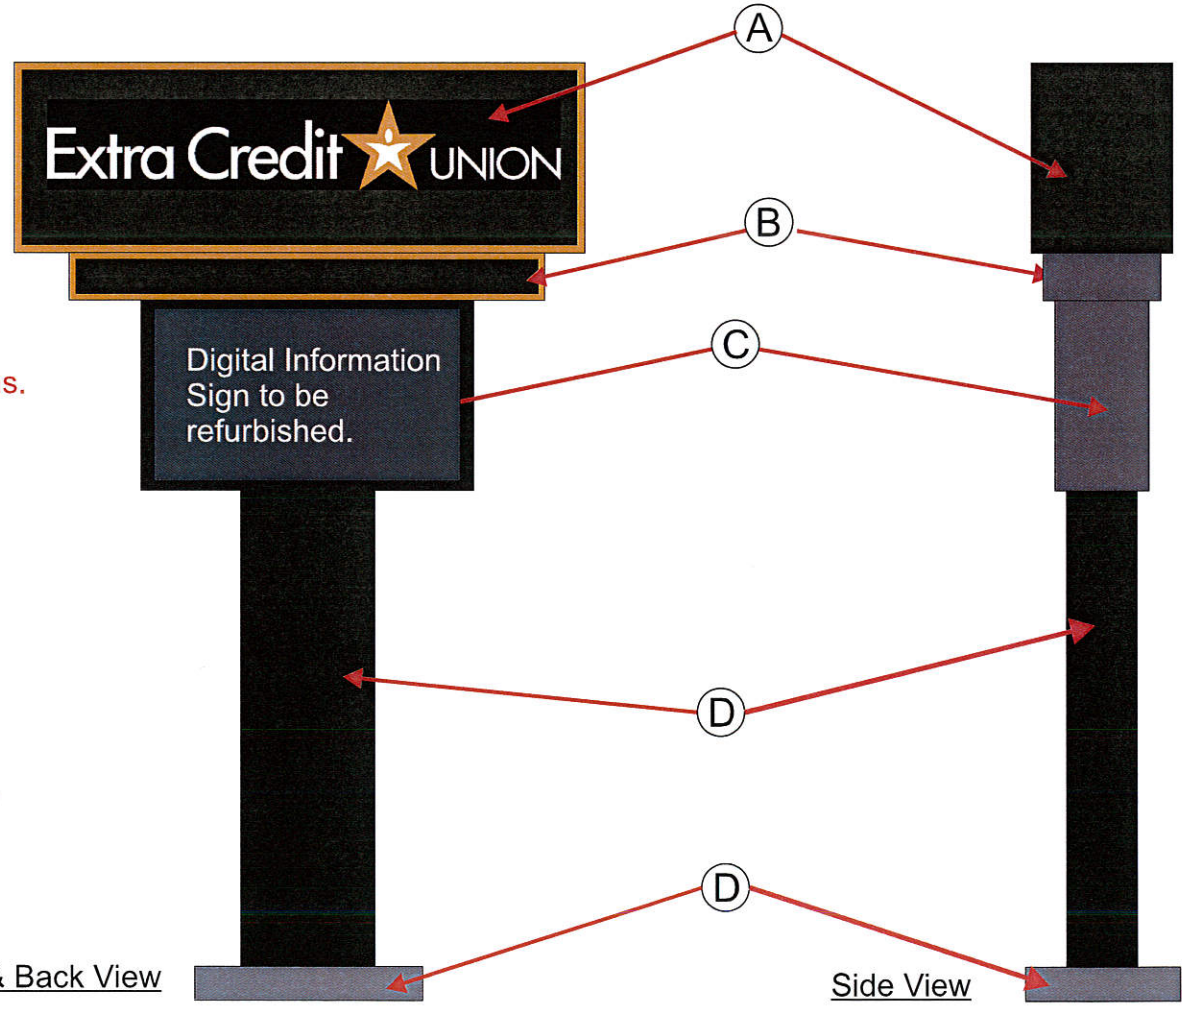 A
Extra Credit UNION
B
C
Digital Information
Sign to be
refurbished.
s.
D
D
& Back View
Side View